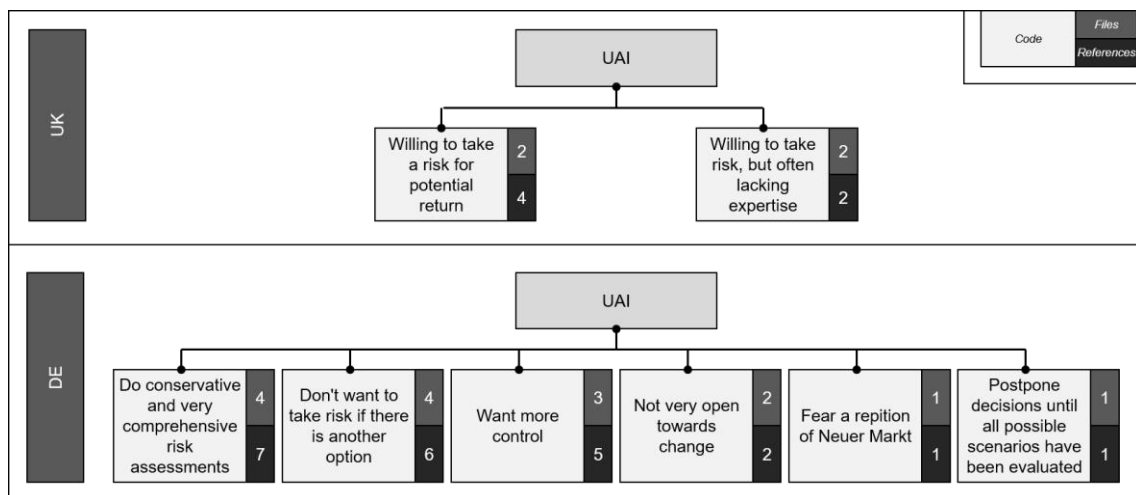 Code
Files
References
UK
UAI
Willing to take
a risk for
potential
return
2
4
Willing to take
risk, but often
lacking
expertise
2
2
DE
UAI
Do conservative
and very
comprehensive
risk
assessments
4
7
Don't want to
take risk if there
is another
option
4
6
Want more
control
3
5
Not very open
towards
change
2
2
Fear a repition
of Neuer Markt
1
1
Postpone
decisions until
all possible
scenarios have
been evaluated
1
1